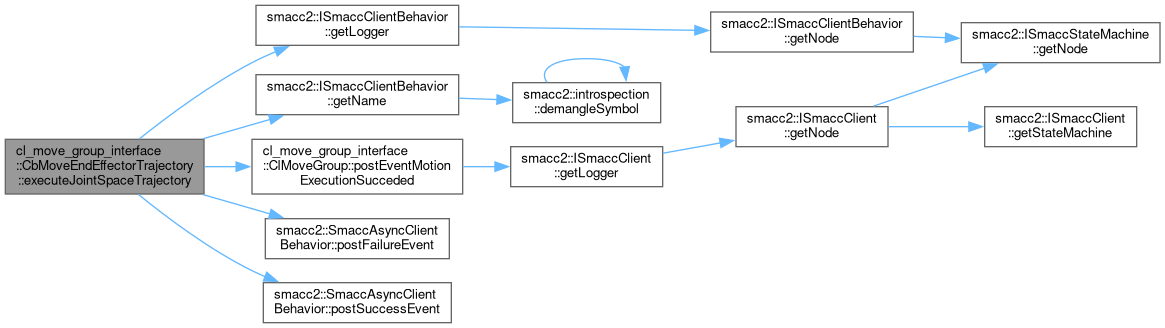 cl_move_group_interface
::CbMoveEndEffectorTrajectory
::executeJointSpaceTrajectory
smacc2::ISmaccClientBehavior
::getLogger
smacc2::ISmaccClientBehavior
::getName
cl_move_group_interface
::ClMoveGroup::postEventMotion
ExecutionSucceded
smacc2::SmaccAsyncClient
Behavior::postFailureEvent
smacc2::SmaccAsyncClient
Behavior::postSuccessEvent
smacc2::introspection
::demangleSymbol
smacc2::ISmaccClient
::getLogger
smacc2::ISmaccClientBehavior
::getNode
smacc2::ISmaccClient
::getNode
smacc2::ISmaccStateMachine
::getNode
smacc2::ISmaccClient
::getStateMachine